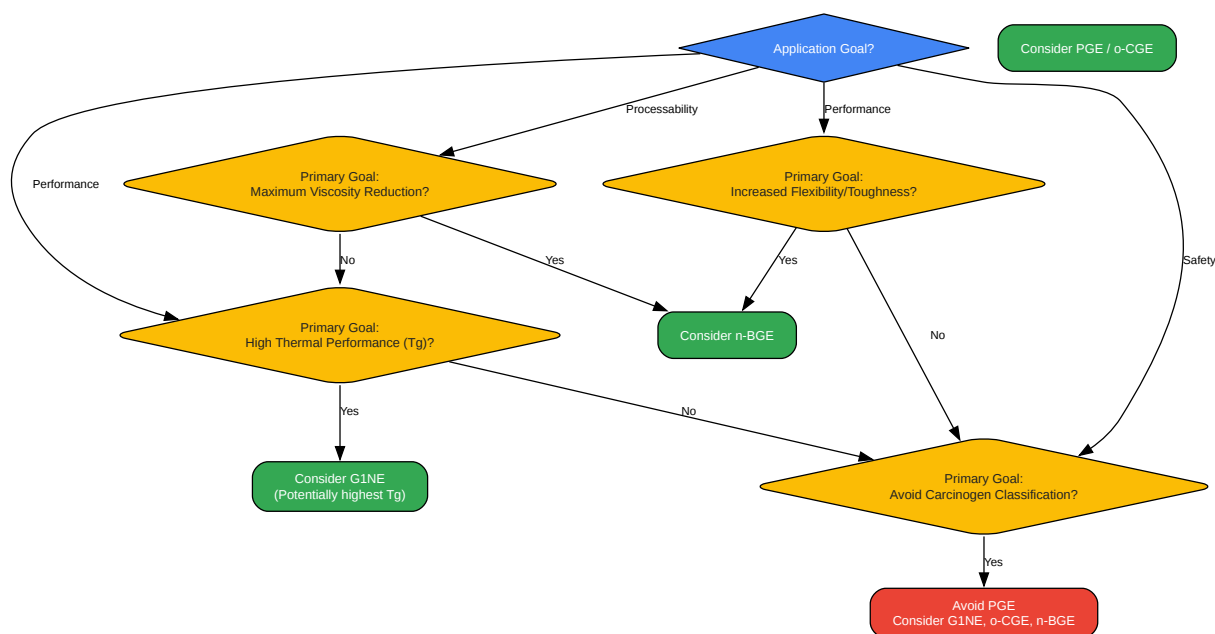 Application Goal?
Consider PGE / o-CGE
Processability
Performance
Performance
Primary Goal:
Maximum Viscosity Reduction?
Primary Goal:
Increased Flexibility/Toughness?
No
Yes
Yes
Safety
Primary Goal:
High Thermal Performance (Tg)?
Consider n-BGE
No
Yes
No
Consider G1NE
(Potentially highest Tg)
Primary Goal:
Avoid Carcinogen Classification?
Yes
Avoid PGE
Consider G1NE, o-CGE, n-BGE